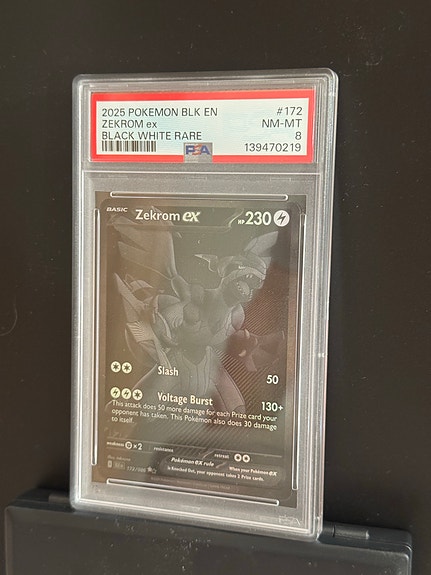 2025 POKEMON BLK EN #172
ZEKROM ex NM-MT
BLACK WHITE RARE 8
PSA 139470219
BASIC Zekrom ex HP 230
Slash 50
Voltage Burst 130+
This attack does 50 more damage for each Prize card your
opponent has taken. This Pokémon also does 30 damage
to itself.
weakness ×2 resistance retreat
Pokémon ex rule When your Pokémon ex
is Knocked Out, your opponent takes 2 Prize cards.
172/086